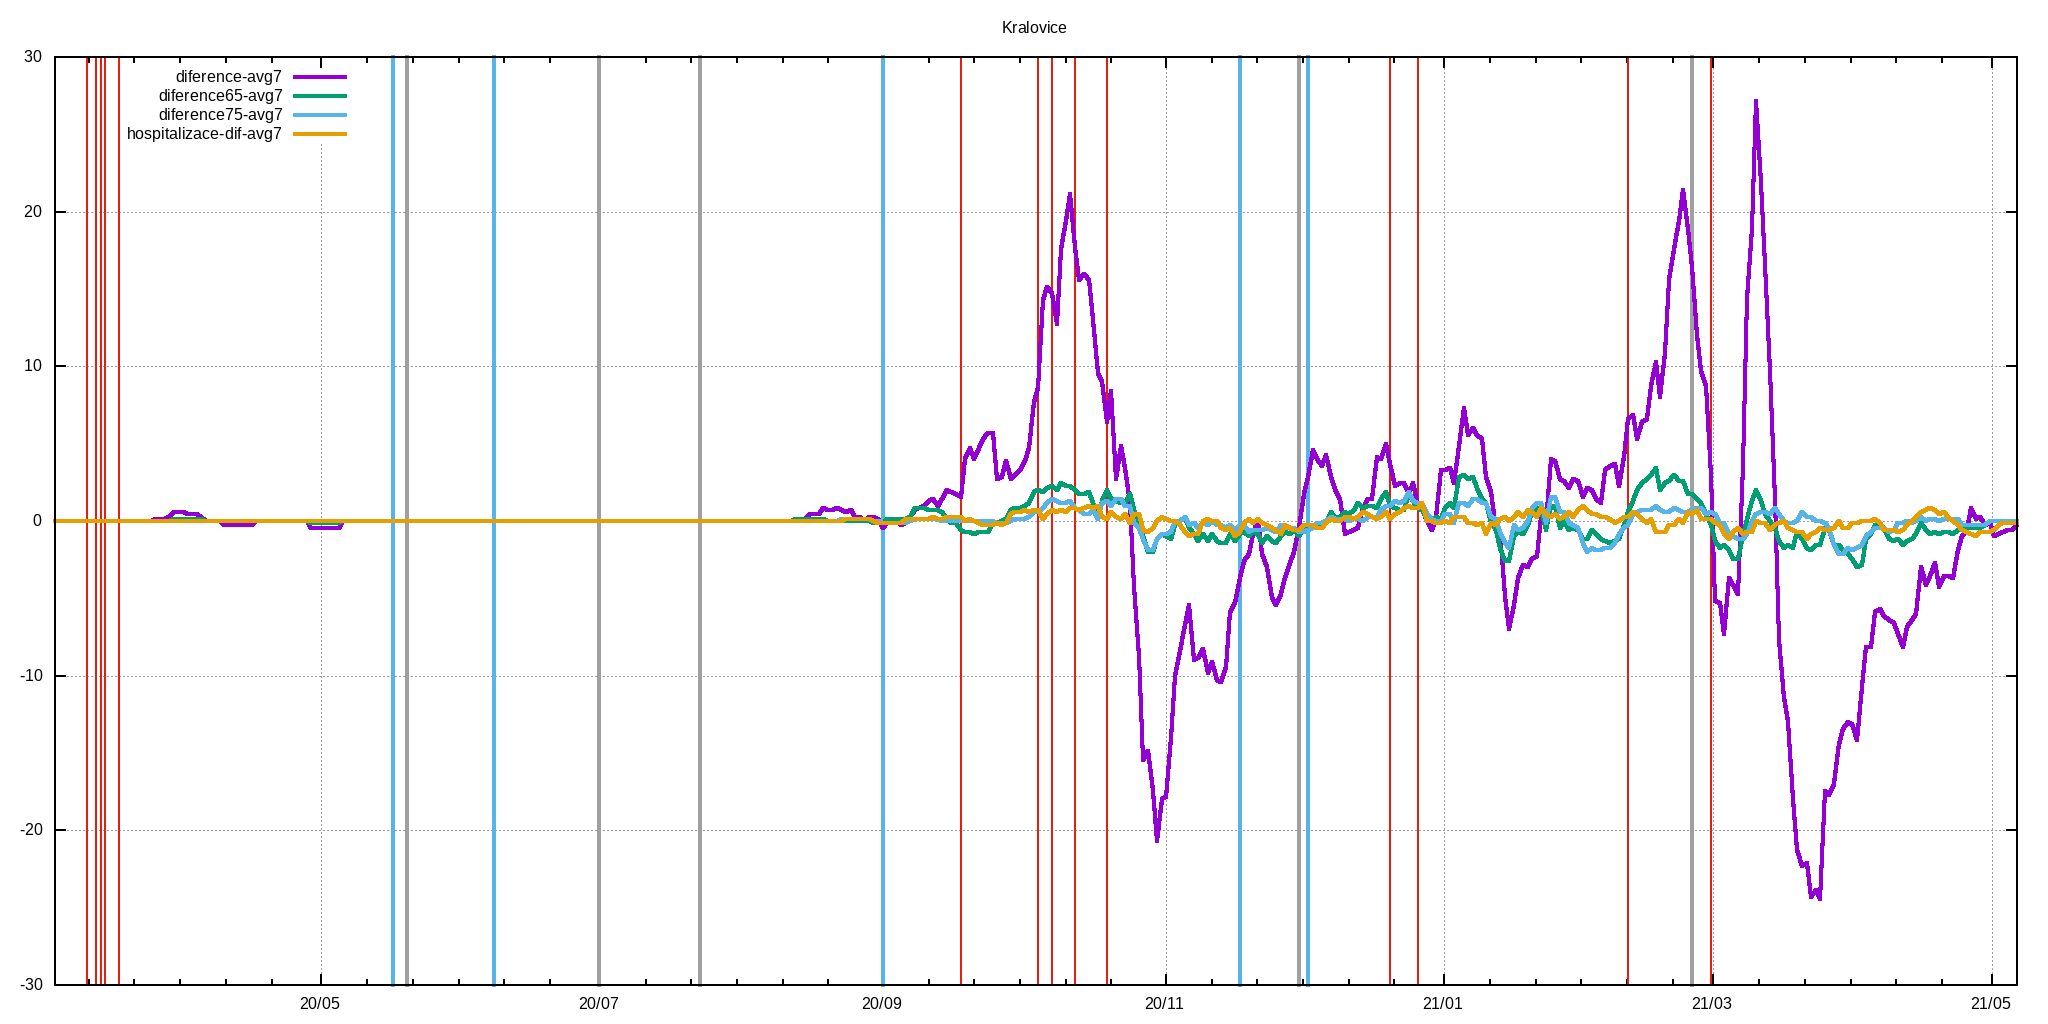 Kralovice
diference-avg7
diference65-avg7
diference75-avg7
hospitalizace-dif-avg7
30
20
10
0
-10
-20
-30
20/05 20/07 20/09 20/11 21/01 21/03 21/05